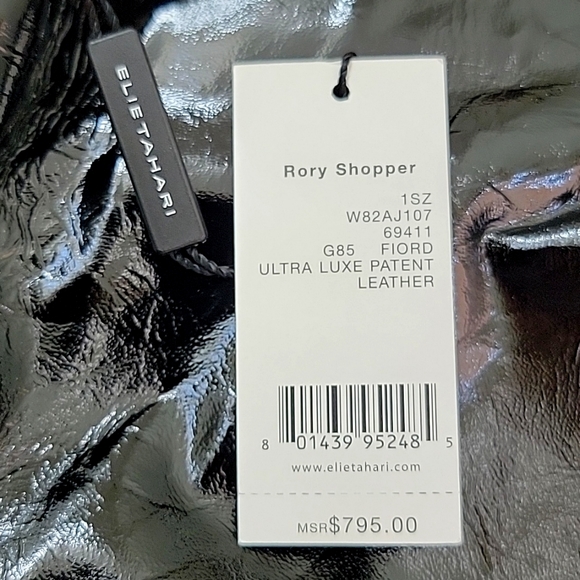 ELIETAHARI
Rory Shopper
1SZ
W82AJ107
69411
G85 FIORD
ULTRA LUXE PATENT
LEATHER
8 01439 95248 5
www.elietahari.com
MSR$795.00